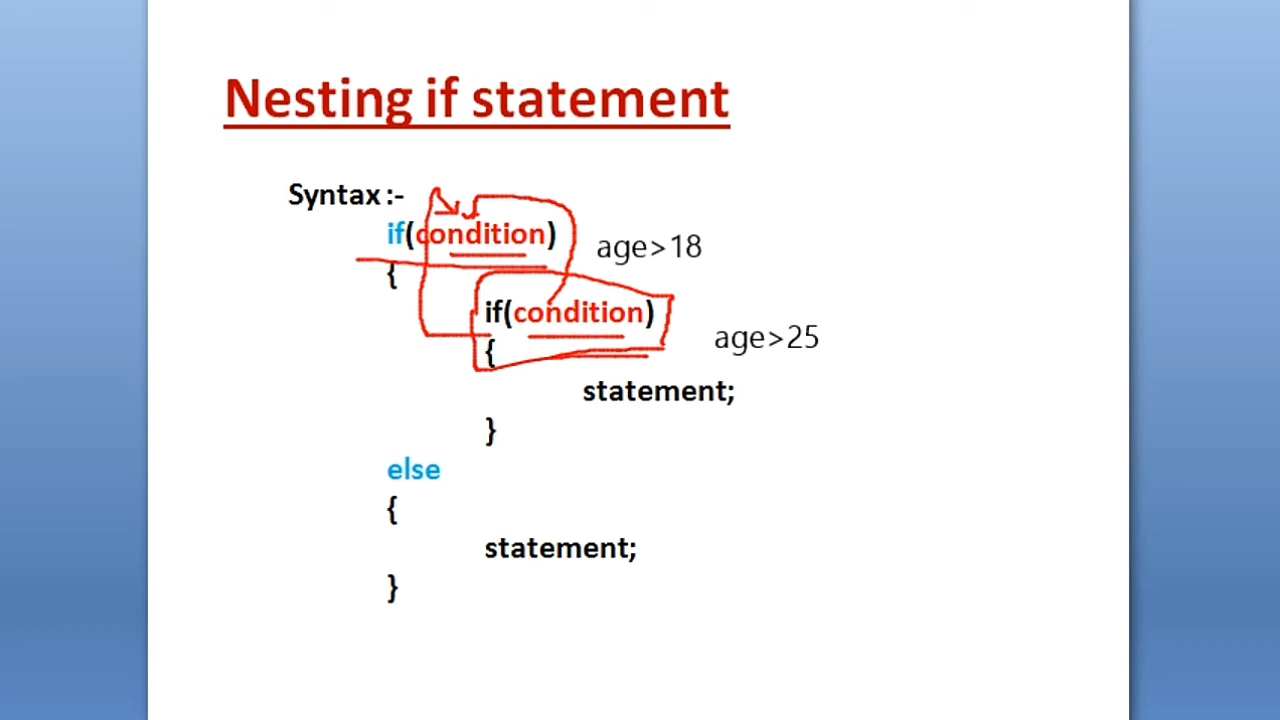 Nesting if statement
Syntax :-
if(condition) age>18
{
if(condition)
{ age>25
statement;
}
else
{
statement;
}